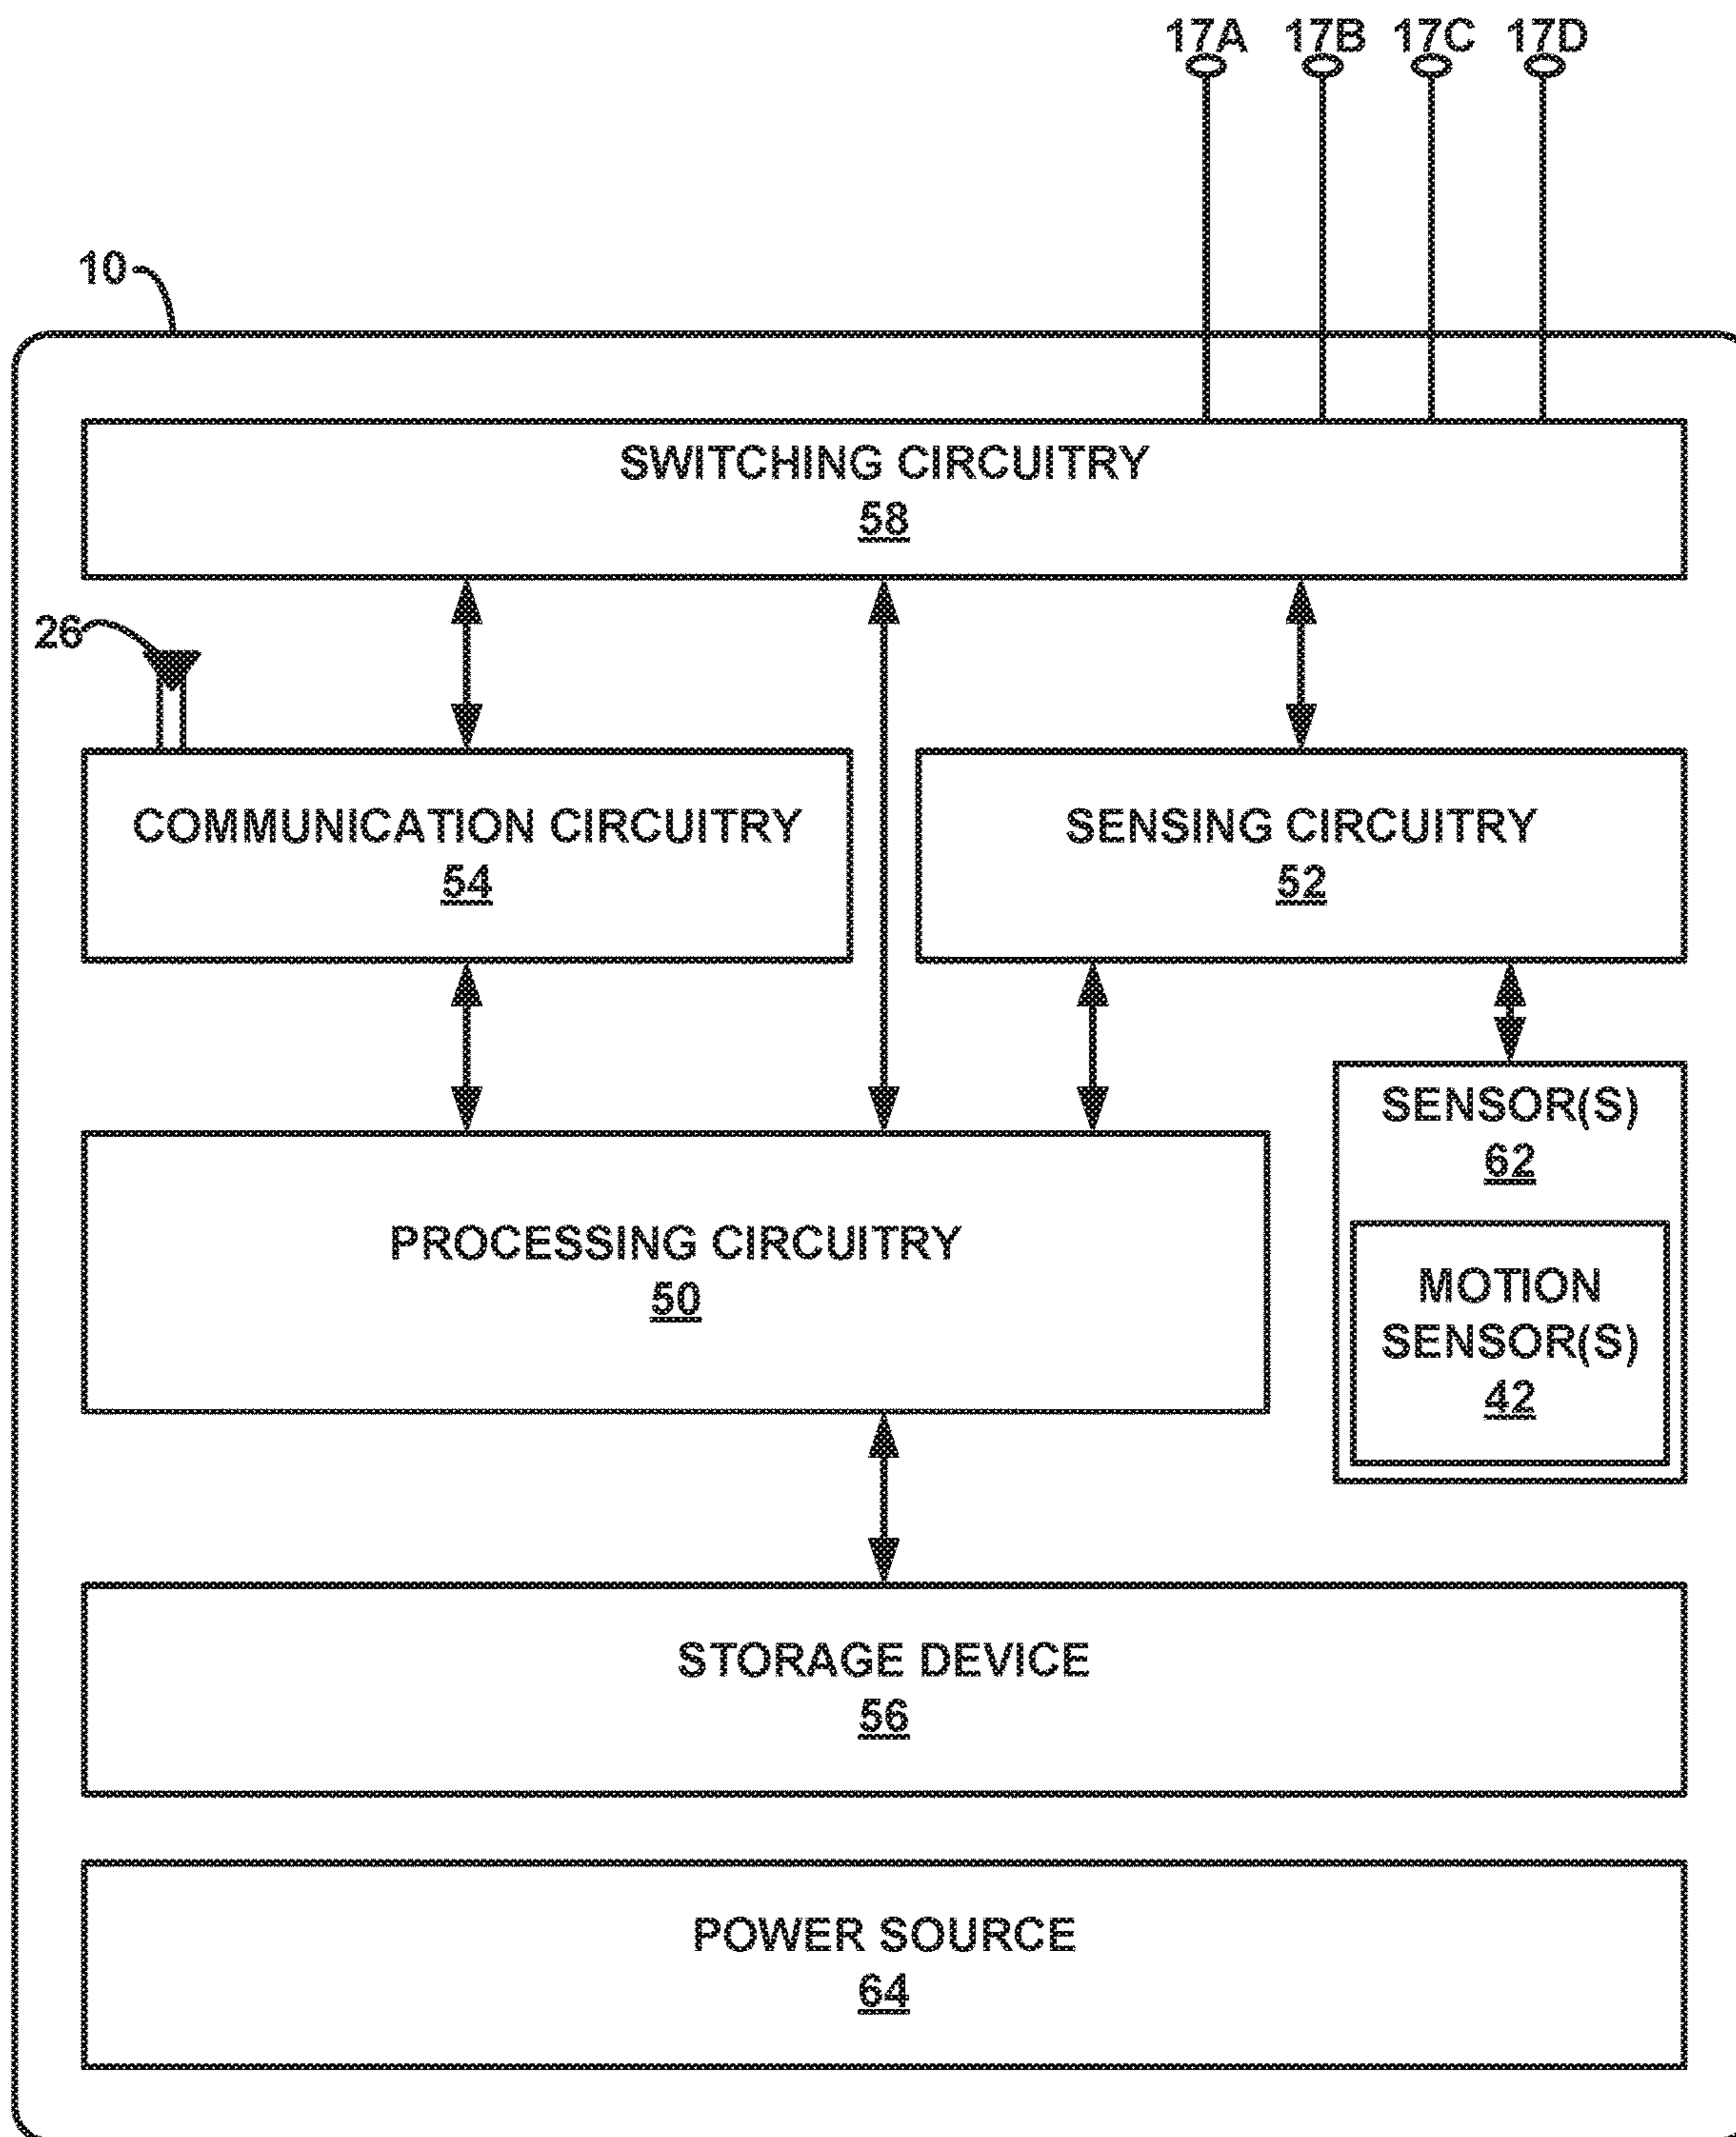 17A 17B 17C 17D
10
SWITCHING CIRCUITRY
58
26
COMMUNICATION CIRCUITRY
54
SENSING CIRCUITRY
52
SENSOR(S)
62
PROCESSING CIRCUITRY
50
MOTION
SENSOR(S)
42
STORAGE DEVICE
56
POWER SOURCE
64